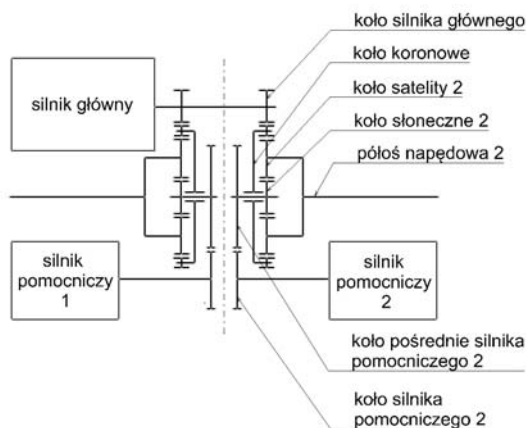 koło silnika głównego
koło koronowe
silnik główny
koło satelity 2
koło słoneczne 2
półoś napędowa 2
silnik
pomocniczy
1
silnik
pomocniczy
2
koło pośrednie silnika
pomocniczego 2
koło silnika
pomocniczego 2